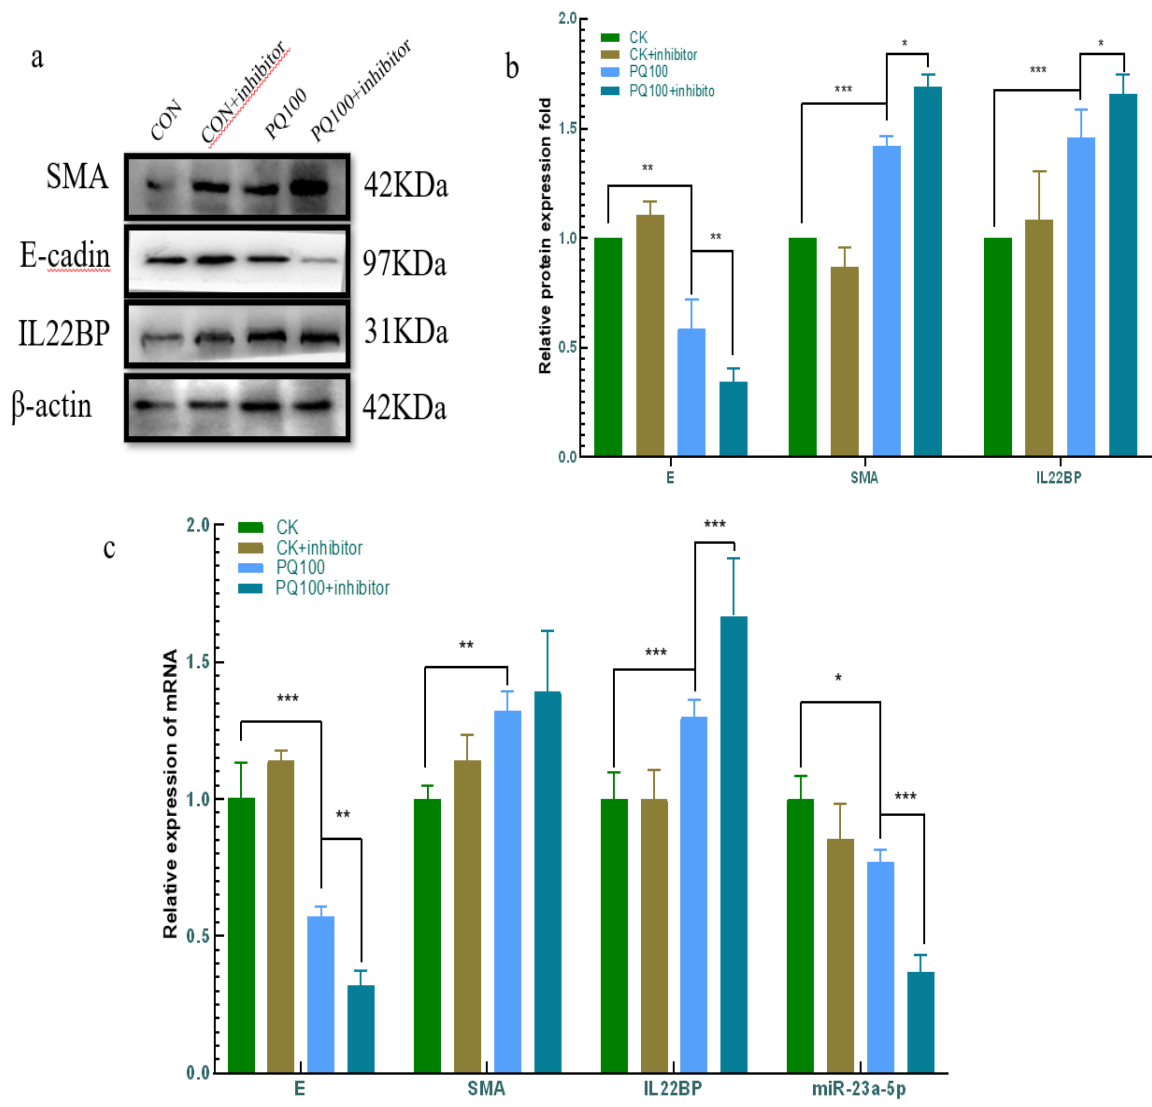 a
CON
CON+inhibitor
PQ100
PQ100+inhibitor
SMA
42KDa
E-cadin
97KDa
IL22BP
31KDa
β-actin
42KDa
b
Relative protein expression fold
2.0
1.5
1.0
0.5
0.0
CK
CK+inhibitor
PQ100
PQ100+inhibito
**
**
***
*
***
*
E
SMA
IL22BP
c
Relative expression of mRNA
2.0
1.5
1.0
0.5
0.0
CK
CK+inhibitor
PQ100
PQ100+inhibitor
***
**
**
***
***
*
***
E
SMA
IL22BP
miR-23a-5p